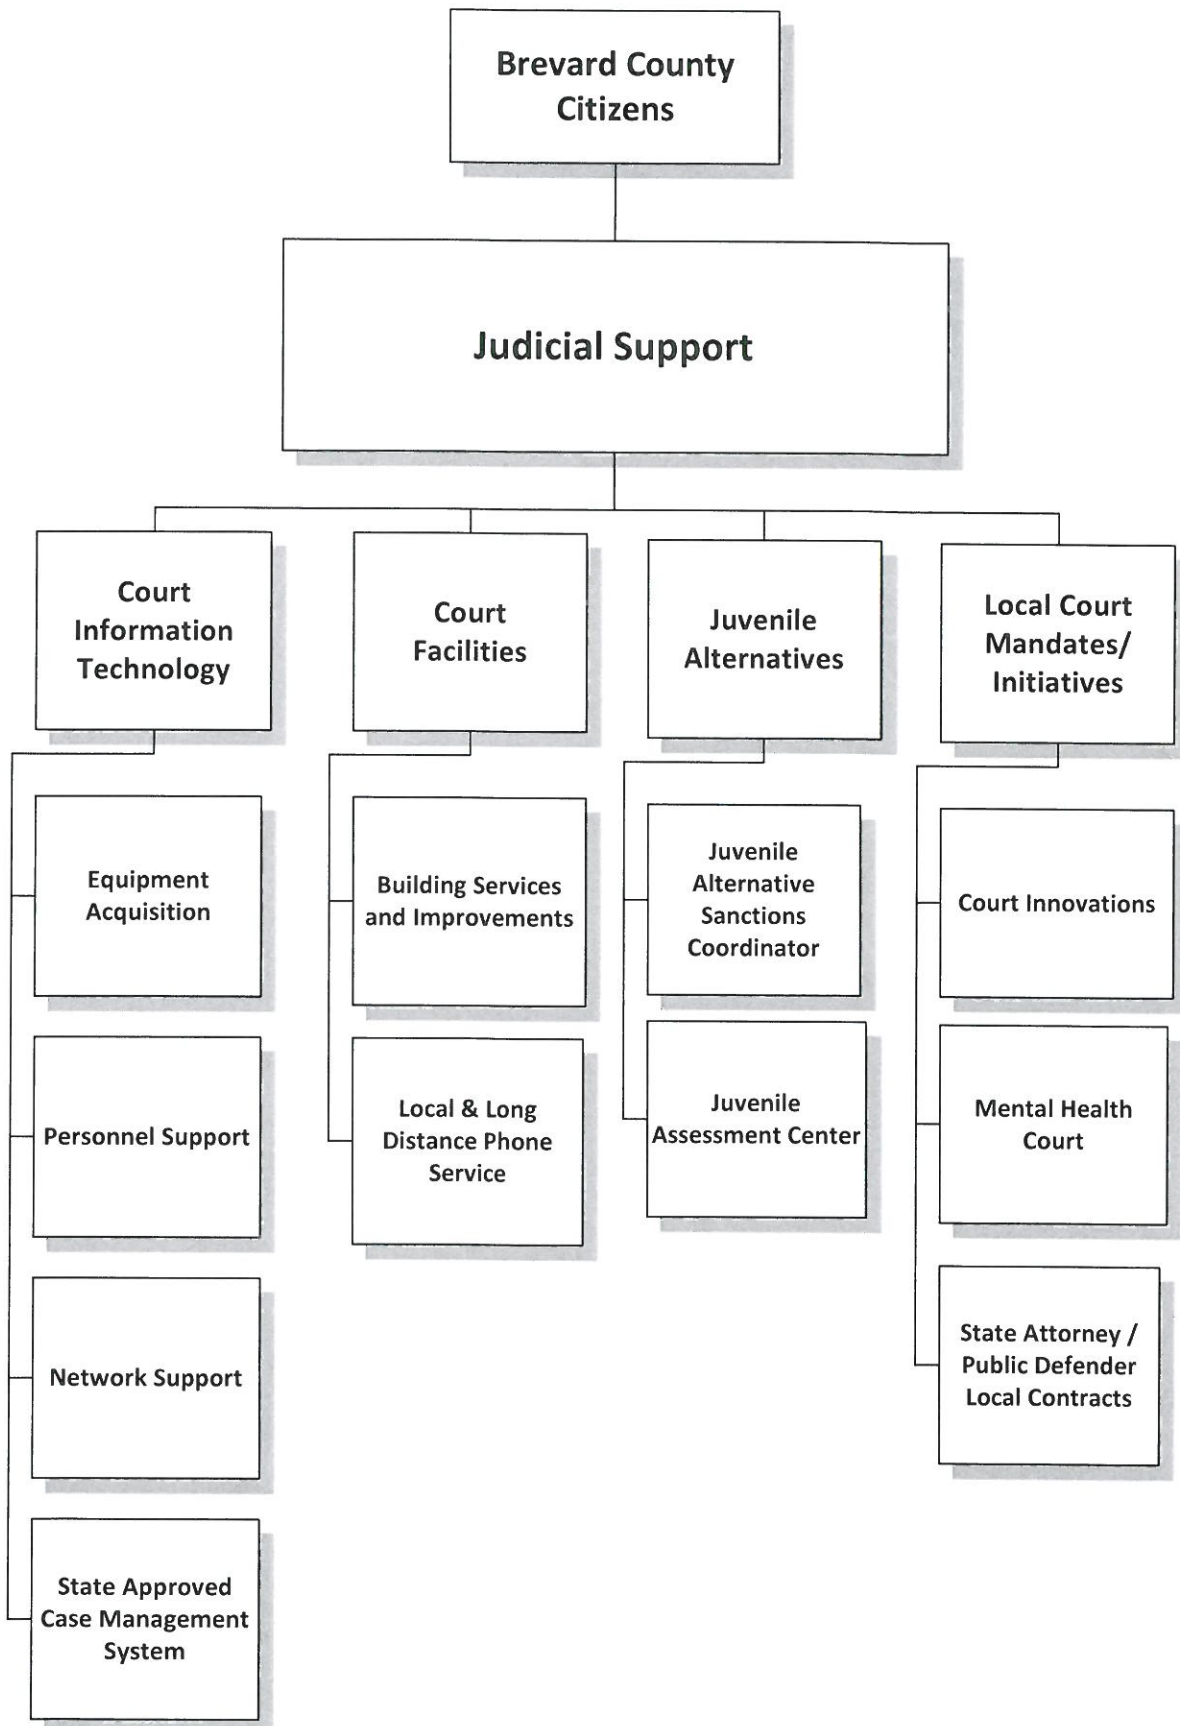 Brevard County
Citizens
Judicial Support
Court
Information
Technology
Court
Facilities
Juvenile
Alternatives
Local Court
Mandates/
Initiatives
Equipment
Acquisition
Personnel Support
Network Support
State Approved
Case Management
System
Building Services
and Improvements
Local & Long
Distance Phone
Service
Juvenile
Alternative
Sanctions
Coordinator
Juvenile
Assessment Center
Court Innovations
Mental Health
Court
State Attorney /
Public Defender
Local Contracts